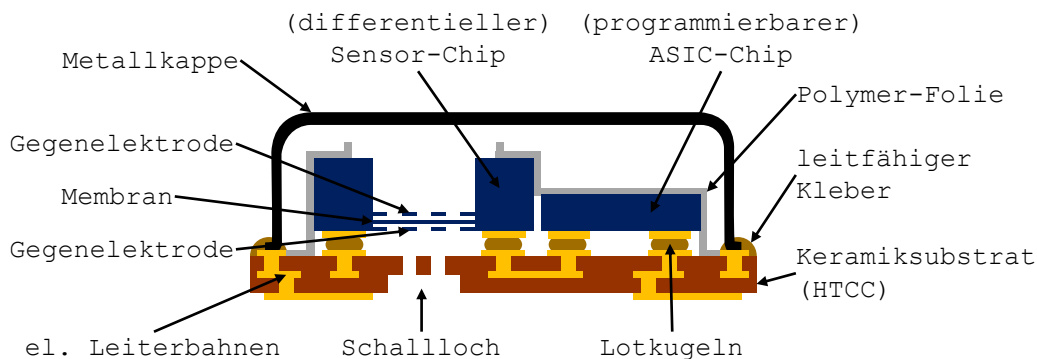 (differentieller)
Sensor-Chip
(programmierbarer)
ASIC-Chip
Metallkappe
Polymer-Folie
Gegenelektrode
leitfähiger
Kleber
Membran
Gegenelektrode
Keramiksubstrat
(HTCC)
el. Leiterbahnen
Schallloch
Lotkugeln